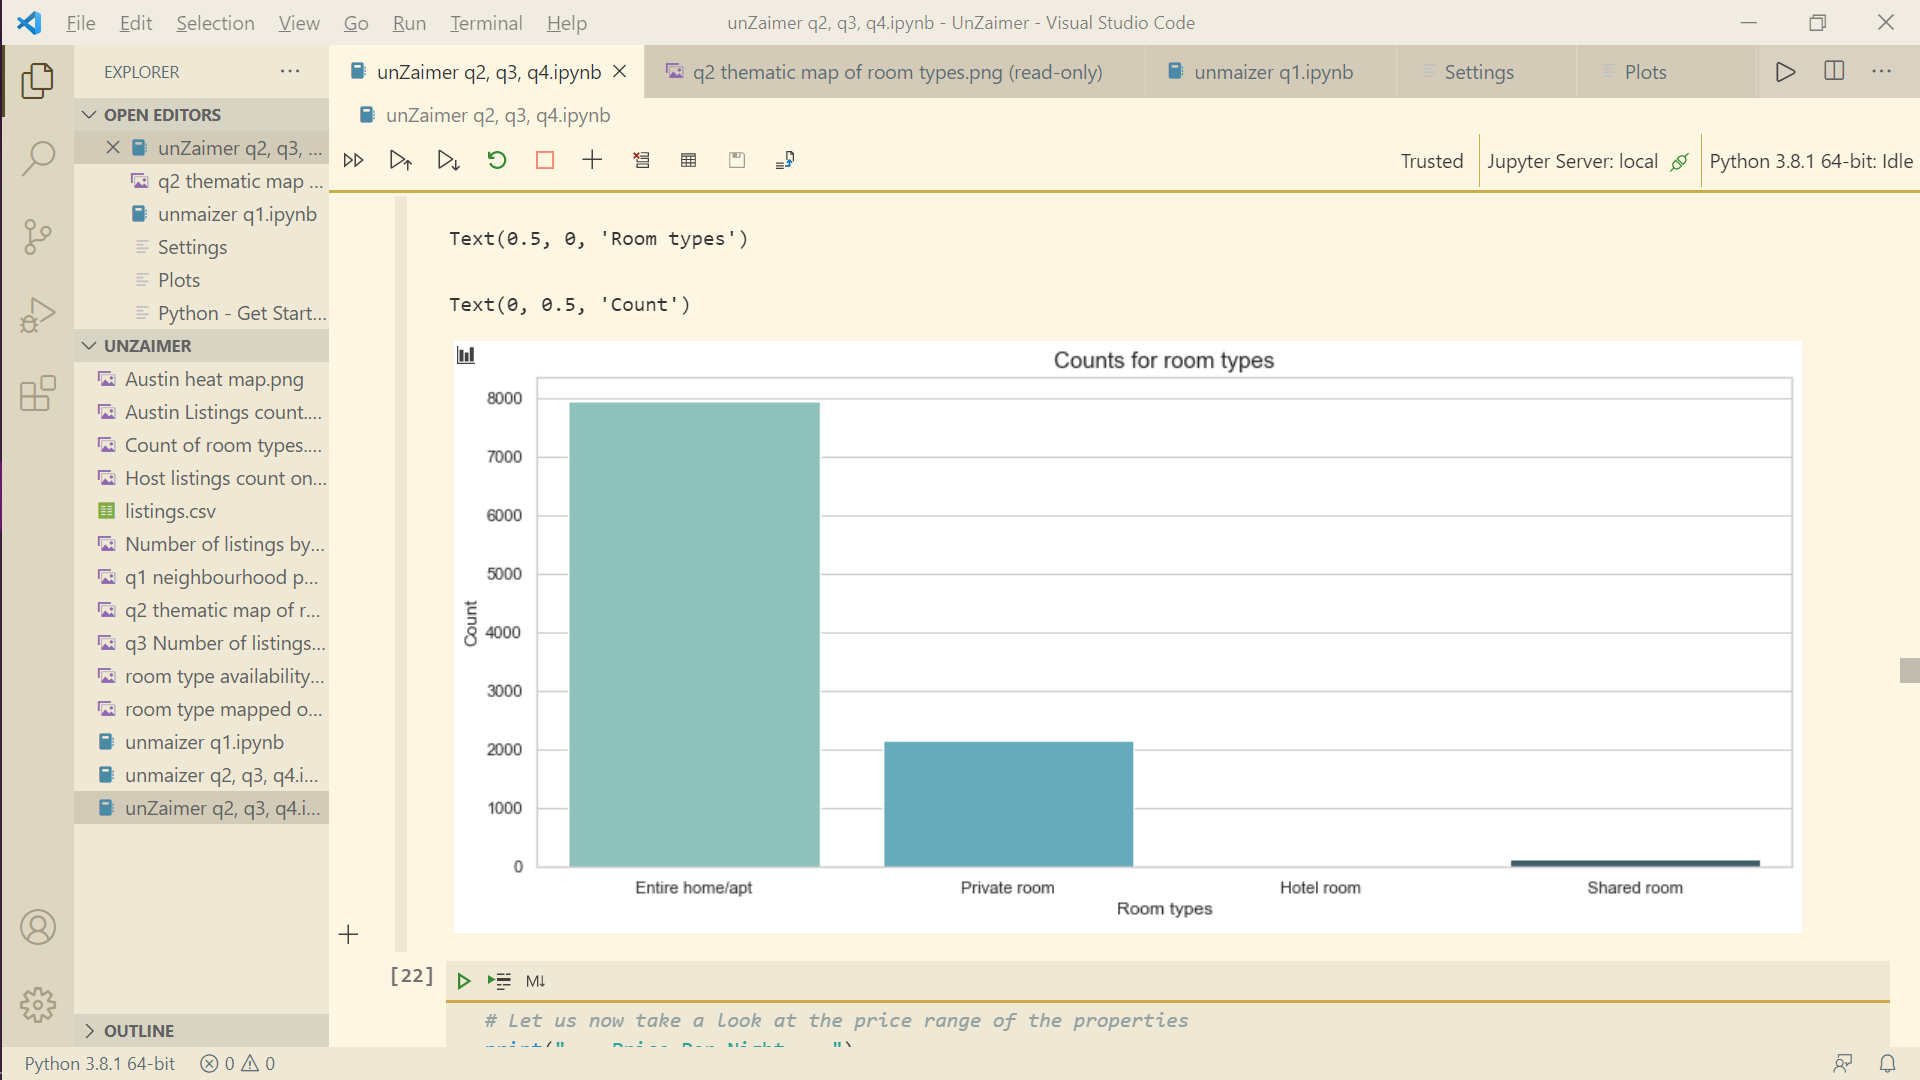 File Edit Selection View Go Run Terminal Help
unZaimer q2, q3, q4.ipynb - UnZaimer - Visual Studio Code
EXPLORER
OPEN EDITORS
unZaimer q2, q3, ...
q2 thematic map ...
unmaizer q1.ipynb
Settings
Plots
Python - Get Start...
UNZAIMER
Austin heat map.png
Austin Listings count....
Count of room types....
Host listings count on...
listings.csv
Number of listings by...
q1 neighbourhood p...
q2 thematic map of r...
q3 Number of listings...
room type availability...
room type mapped o...
unmaizer q1.ipynb
unmaizer q2, q3, q4.i...
unZaimer q2, q3, q4.i...
OUTLINE
unZaimer q2, q3, q4.ipynb
q2 thematic map of room types.png (read-only)
unmaizer q1.ipynb
Settings
Plots
unZaimer q2, q3, q4.ipynb
Trusted
Jupyter Server: local
Python 3.8.1 64-bit: Idle
Text(0.5, 0, 'Room types')
Text(0, 0.5, 'Count')
Counts for room types
8000
7000
6000
5000
4000
3000
2000
1000
0
Count
Entire home/apt Private room Hotel room Shared room
Room types
[22]
M↓
# Let us now take a look at the price range of the properties
print("... Price Per Night ... ")
Python 3.8.1 64-bit
0 0